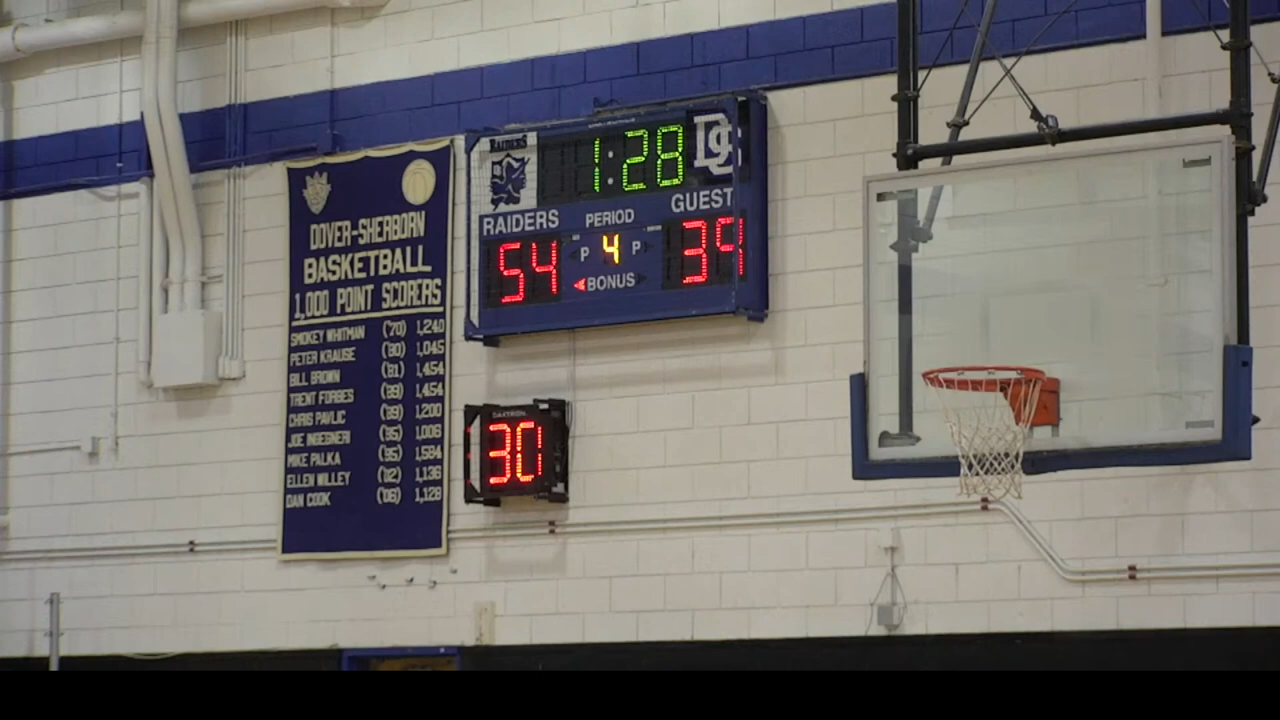 DOVER-SHERBORN
BASKETBALL
1,000 POINT SCORERS
SMOKEY WHITMAN ('70) 1,240
PETER KRAUSE ('80) 1,045
BILL BROWN ('81) 1,454
TRENT FORBES ('89) 1,454
CHRIS PAVLIC ('89) 1,200
JOE INGEGNERI ('95) 1,006
MIKE PALKA ('95) 1,584
ELLEN WILLEY ('02) 1,136
DAN COOK ('06) 1,128
RAIDERS
1:28
DS
RAIDERS PERIOD GUEST
54 P 4 P 39
BONUS
DAKTRONICS
30